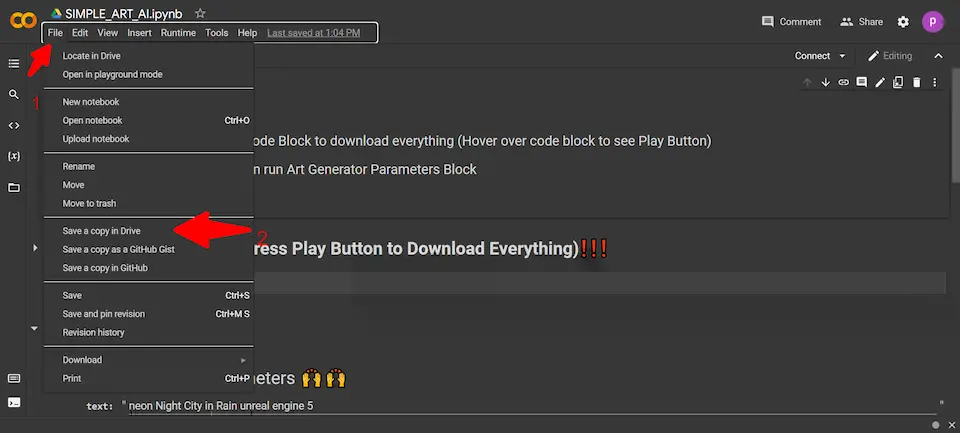 SIMPLE_ART_AI.ipynb
File Edit View Insert Runtime Tools Help Last saved at 1:04 PM
Comment Share P
Connect Editing
Locate in Drive
Open in playground mode
New notebook
1
Open notebook Ctrl+O
Upload notebook
ode Block to download everything (Hover over code block to see Play Button)
Rename
n run Art Generator Parameters Block
Move
Move to trash
Save a copy in Drive
2
Save a copy as a GitHub Gist
ress Play Button to Download Everything)!!!
Save a copy in GitHub
Save Ctrl+S
Save and pin revision Ctrl+M S
Revision history
Download
Print Ctrl+P
meters 🙌 🙌
text: " neon Night City in Rain unreal engine 5 "